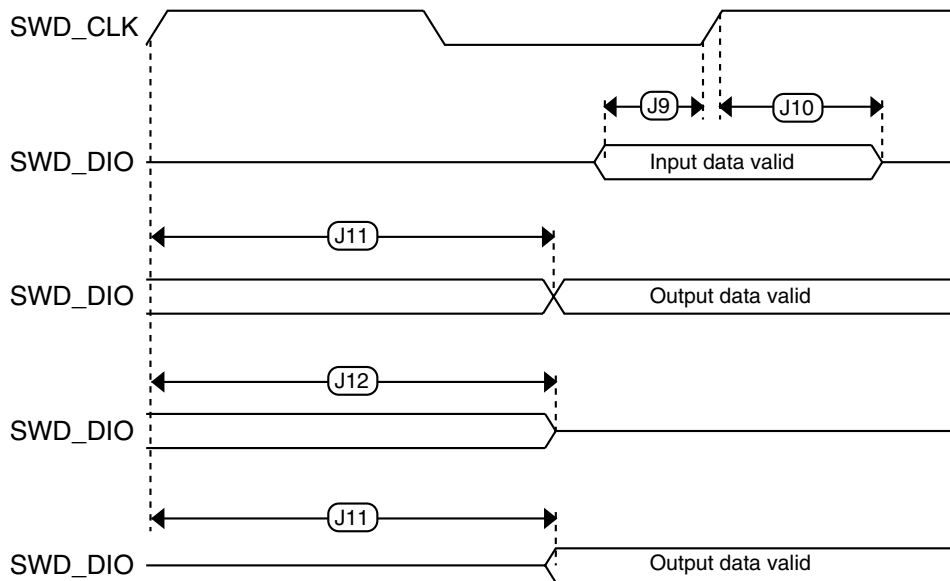 SWD_CLK
J9
J10
SWD_DIO
Input data valid
J11
SWD_DIO
Output data valid
J12
SWD_DIO
J11
SWD_DIO
Output data valid